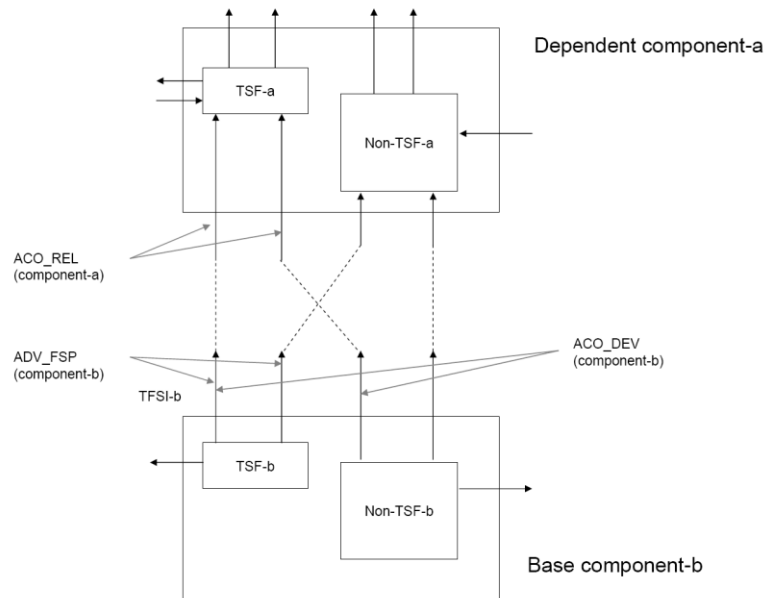 Dependent component-a
TSF-a
Non-TSF-a
ACO_REL
(component-a)
ADV_FSP
(component-b)
ACO_DEV
(component-b)
TFSI-b
TSF-b
Non-TSF-b
Base component-b